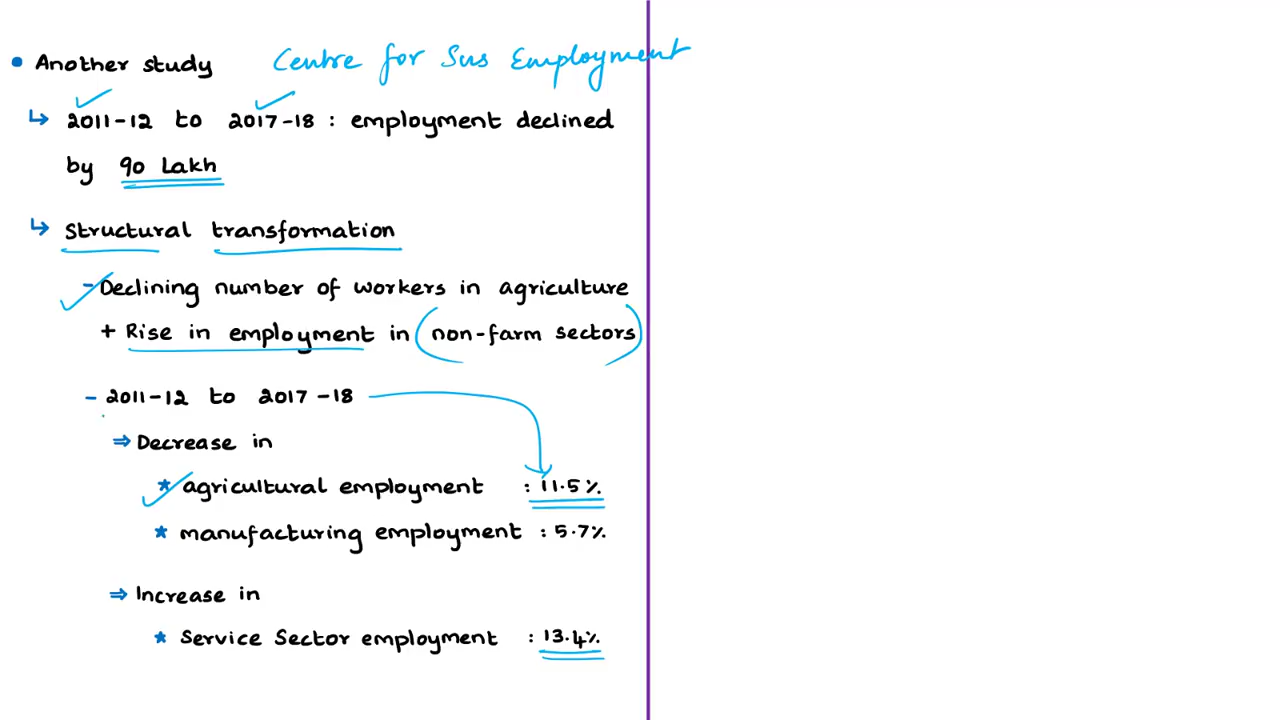 • Another study Centre for Sus Employment
↳ 2011-12 to 2017-18 : employment declined
by 90 Lakh
↳ Structural transformation
- Declining number of workers in agriculture
+ Rise in employment in (non-farm sectors)
- 2011-12 to 2017-18
⇒ Decrease in
* agricultural employment : 11.5%
* manufacturing employment : 5.7%
⇒ Increase in
* Service Sector employment : 13.4%